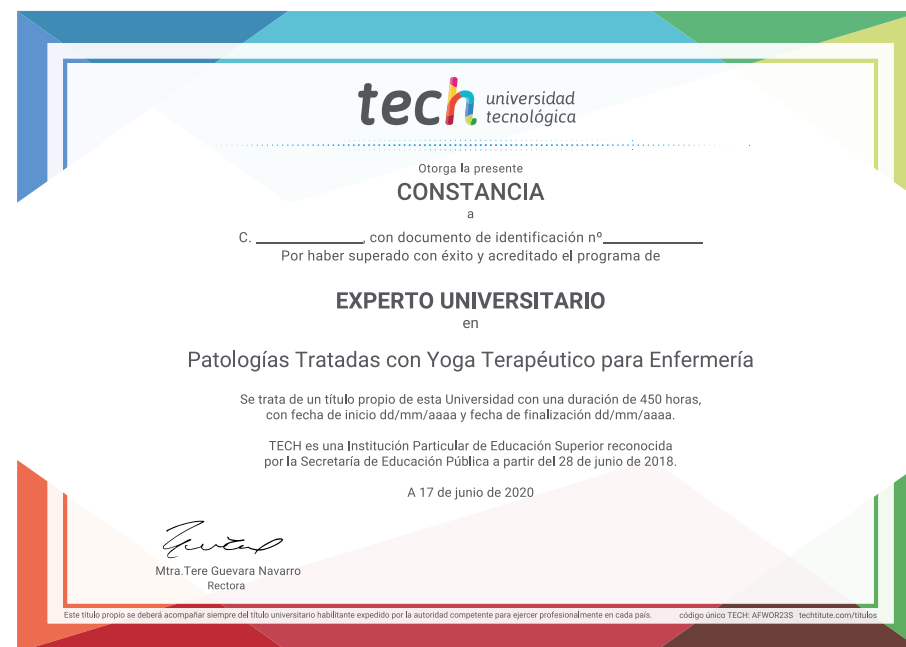 tech universidad
tecnológica
Otorga la presente
CONSTANCIA
a
C. ____________, con documento de identificación nº____________
Por haber superado con éxito y acreditado el programa de
EXPERTO UNIVERSITARIO
en
Patologías Tratadas con Yoga Terapéutico para Enfermería
Se trata de un título propio de esta Universidad con una duración de 450 horas,
con fecha de inicio dd/mm/aaaa y fecha de finalización dd/mm/aaaa.
TECH es una Institución Particular de Educación Superior reconocida
por la Secretaría de Educación Pública a partir del 28 de junio de 2018.
A 17 de junio de 2020
Mtra.Tere Guevara Navarro
Rectora
Este título propio se deberá acompañar siempre del título universitario habilitante expedido por la autoridad competente para ejercer profesionalmente en cada país. código único TECH: AFWOR23S techtitute.com/títulos